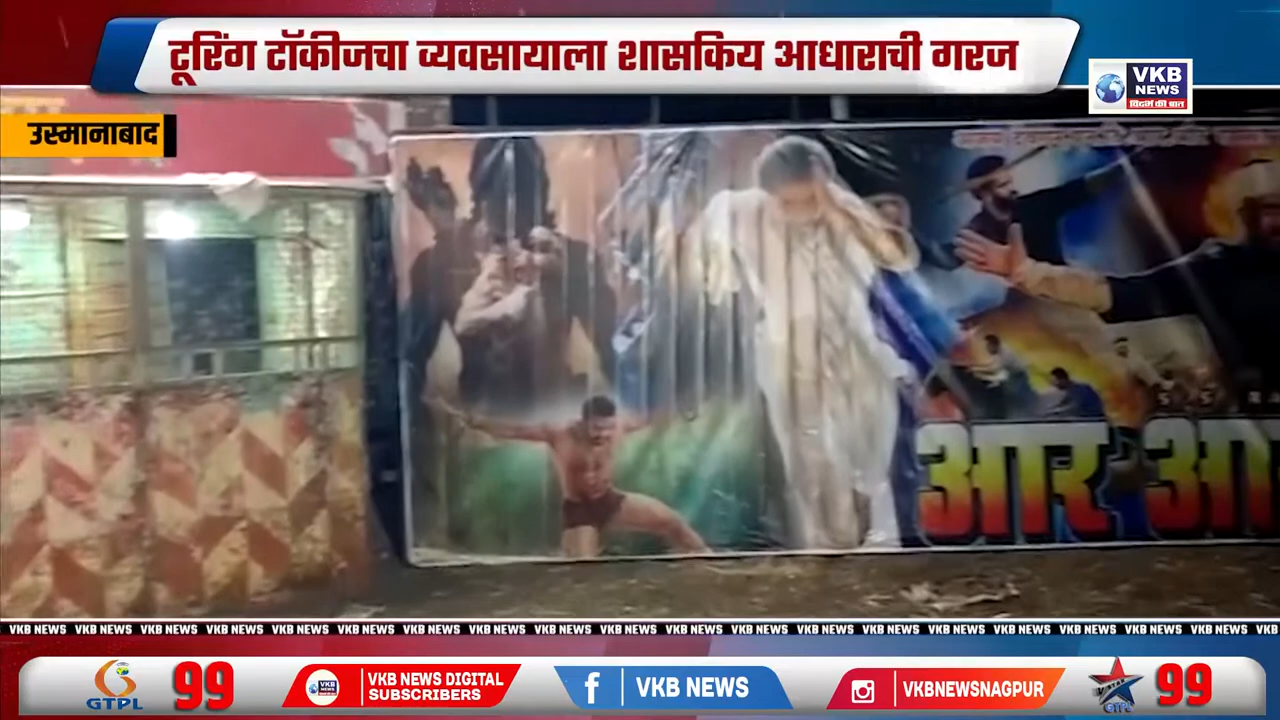 टूरिंग टॉकीजचा व्यवसायाला शासकिय आधाराची गरज
VKB
NEWS
विदर्भ की बात
उस्मानाबाद
आर
VKB NEWS VKB NEWS VKB NEWS VKB NEWS VKB NEWS VKB NEWS VKB NEWS VKB NEWS VKB NEWS VKB NEWS VKB NEWS VKB NEWS VKB NEWS VKB NEWS VKB NEWS VKB NEWS VKB NEWS VKB NEWS VKB NEWS
GTPL
99
VKB NEWS DIGITAL
SUBSCRIBERS
VKB NEWS
VKBNEWSNAGPUR
GTPL
99